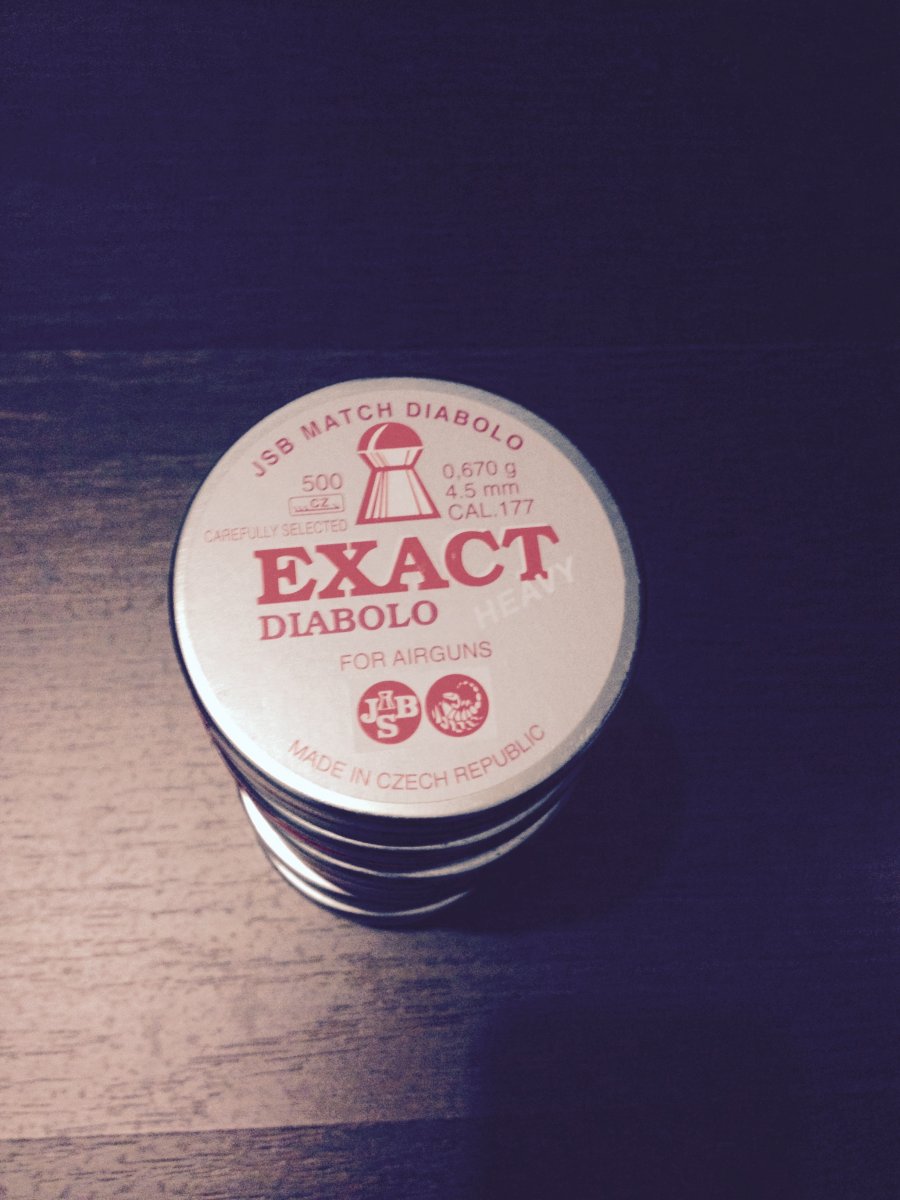 JSB MATCH DIABOLO
500
0,670 g
CZ
4.5 mm
CAREFULLY SELECTED
CAL.177
EXACT
HEAVY
DIABOLO
FOR AIRGUNS
JSB
MADE IN CZECH REPUBLIC